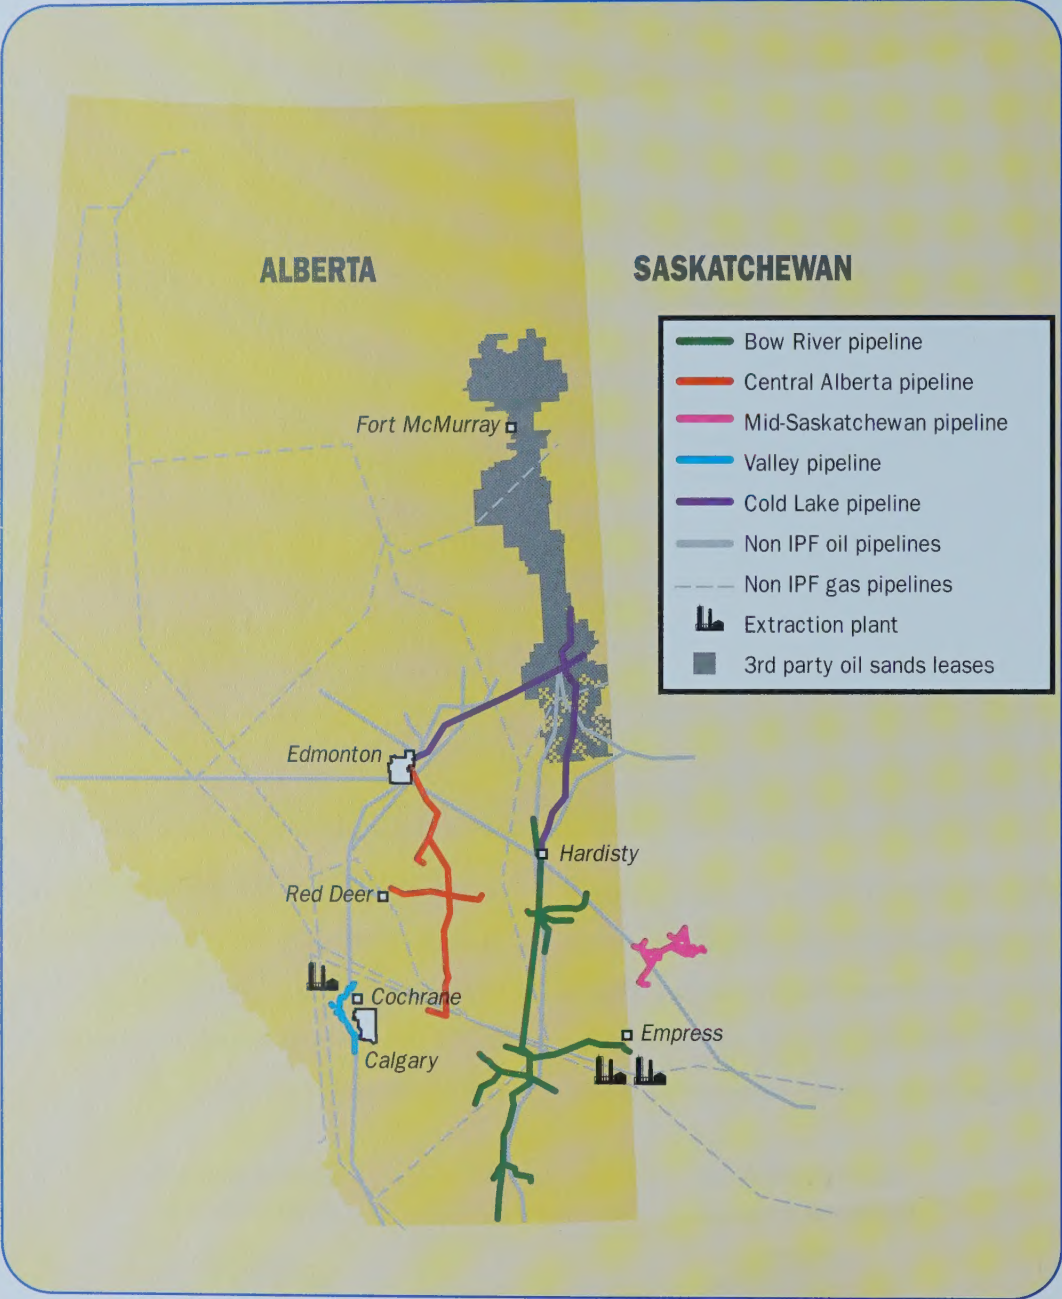 ALBERTA
SASKATCHEWAN
Bow River pipeline
Central Alberta pipeline
Mid-Saskatchewan pipeline
Valley pipeline
Cold Lake pipeline
Non IPF oil pipelines
Non IPF gas pipelines
Extraction plant
3rd party oil sands leases
Fort McMurray
Edmonton
Hardisty
Red Deer
Cochrane
Empress
Calgary